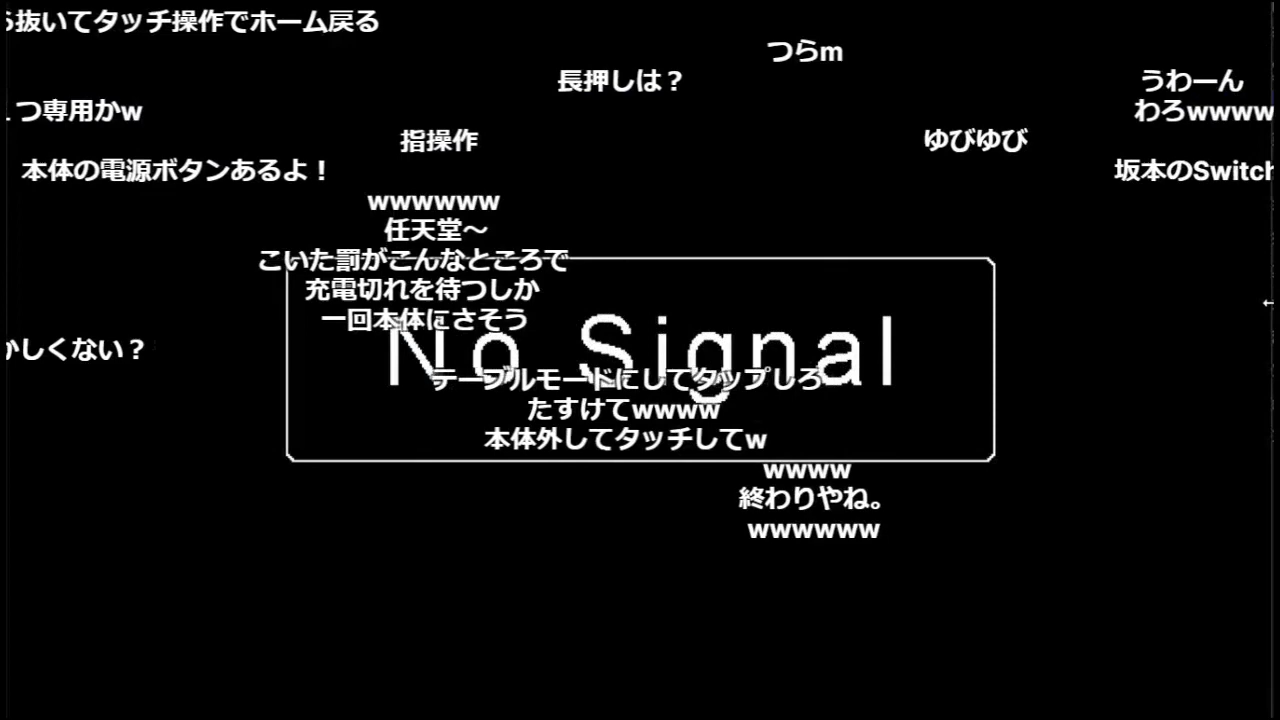 ら抜いてタッチ操作でホーム戻る
つらm
長押しは？
うわーん
つ専用かw
わろwwww
指操作
ゆびゆび
本体の電源ボタンあるよ！
坂本のSwitch
wwwwww
任天堂～
こいた罰がこんなところで
充電切れを待つしか
一回本体にさそう
No Signal
かしくない？
テーブルモードにしてタップしろ
たすけてwwww
本体外してタッチしてw
wwww
終わりやね。
wwwwww